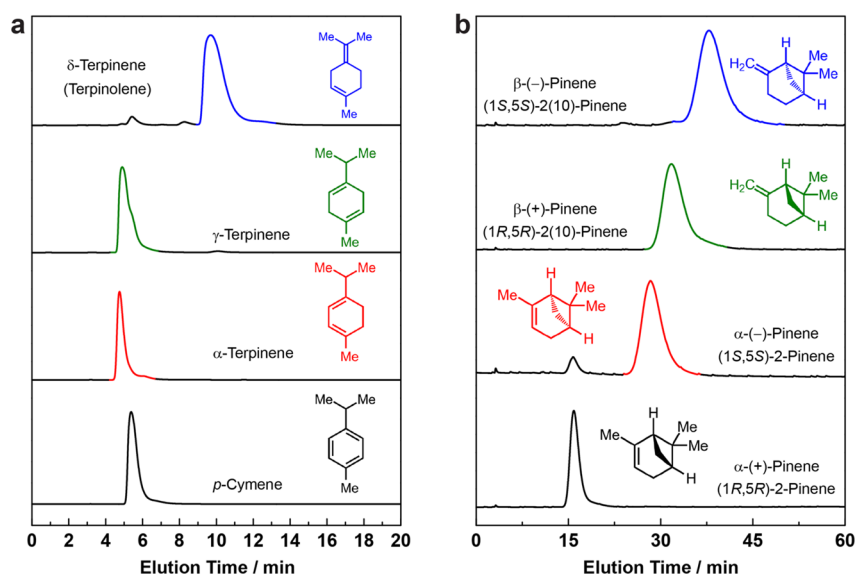 a
δ-Terpinene
(Terpinolene)
Me Me
Me
Me Me
γ-Terpinene
Me
Me Me
α-Terpinene
Me
Me Me
p-Cymene
Me
0 2 4 6 8 10 12 14 16 18 20
Elution Time / min
b
β-(−)-Pinene
(1S,5S)-2(10)-Pinene
H
H2C
Me
Me
H
β-(+)-Pinene
(1R,5R)-2(10)-Pinene
H
H2C
Me
Me
H
H
Me
Me
Me
H
α-(−)-Pinene
(1S,5S)-2-Pinene
H
Me
Me
Me
H
α-(+)-Pinene
(1R,5R)-2-Pinene
0 15 30 45 60
Elution Time / min